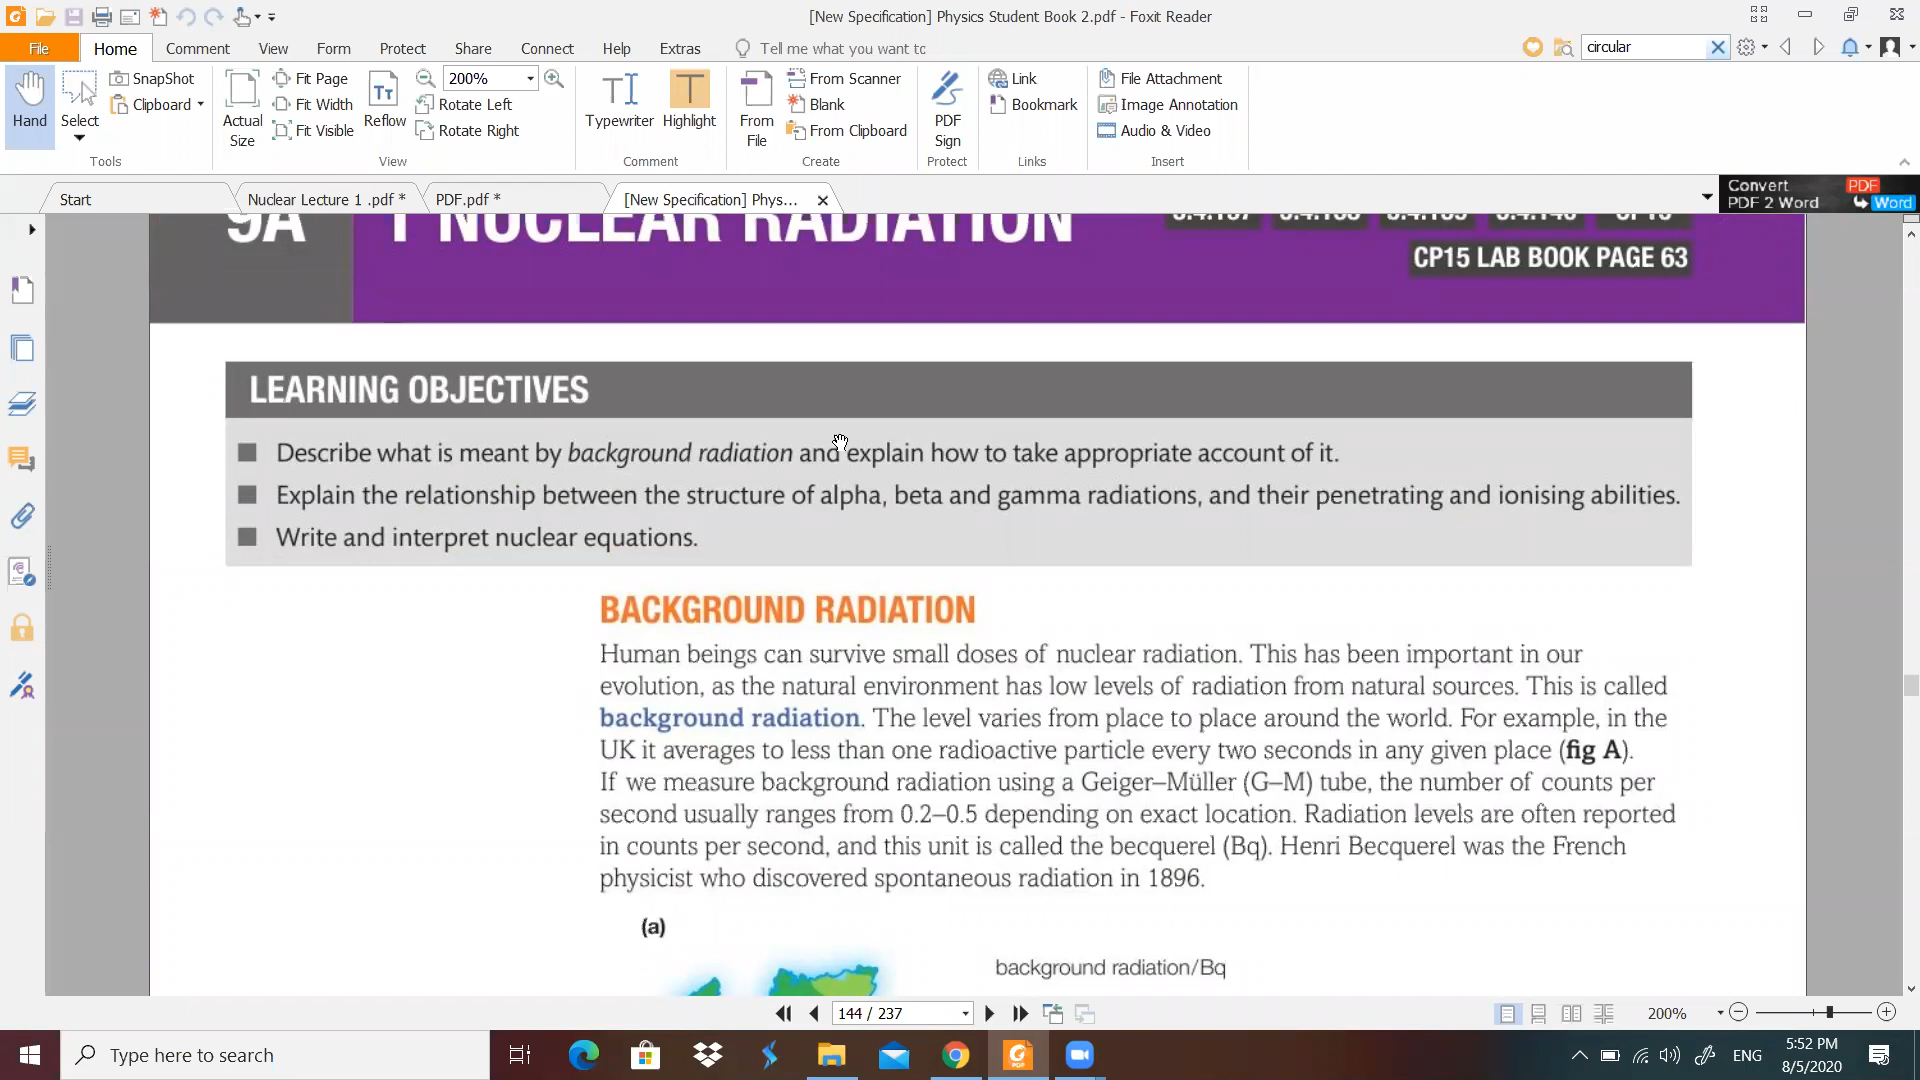 [New Specification] Physics Student Book 2.pdf - Foxit Reader
File Home Comment View Form Protect Share Connect Help Extras Tell me what you want to circular
Hand Select SnapShot Clipboard
Tools
Actual Size Fit Page Fit Width Fit Visible Reflow 200% Rotate Left Rotate Right
View
Typewriter Highlight
Comment
From File From Scanner Blank From Clipboard
Create
PDF Sign
Protect
Link Bookmark
Links
File Attachment Image Annotation Audio & Video
Insert
Start Nuclear Lecture 1 .pdf * PDF.pdf * [New Specification] Phys...
Convert PDF
PDF 2 Word Word
9A 1 NUCLEAR RADIATION
CP15 LAB BOOK PAGE 63
LEARNING OBJECTIVES
Describe what is meant by background radiation and explain how to take appropriate account of it.
Explain the relationship between the structure of alpha, beta and gamma radiations, and their penetrating and ionising abilities.
Write and interpret nuclear equations.
BACKGROUND RADIATION
Human beings can survive small doses of nuclear radiation. This has been important in our
evolution, as the natural environment has low levels of radiation from natural sources. This is called
background radiation. The level varies from place to place around the world. For example, in the
UK it averages to less than one radioactive particle every two seconds in any given place (fig A).
If we measure background radiation using a Geiger–Müller (G–M) tube, the number of counts per
second usually ranges from 0.2–0.5 depending on exact location. Radiation levels are often reported
in counts per second, and this unit is called the becquerel (Bq). Henri Becquerel was the French
physicist who discovered spontaneous radiation in 1896.
(a)
background radiation/Bq
144 / 237
200%
Type here to search
ENG
5:52 PM
8/5/2020